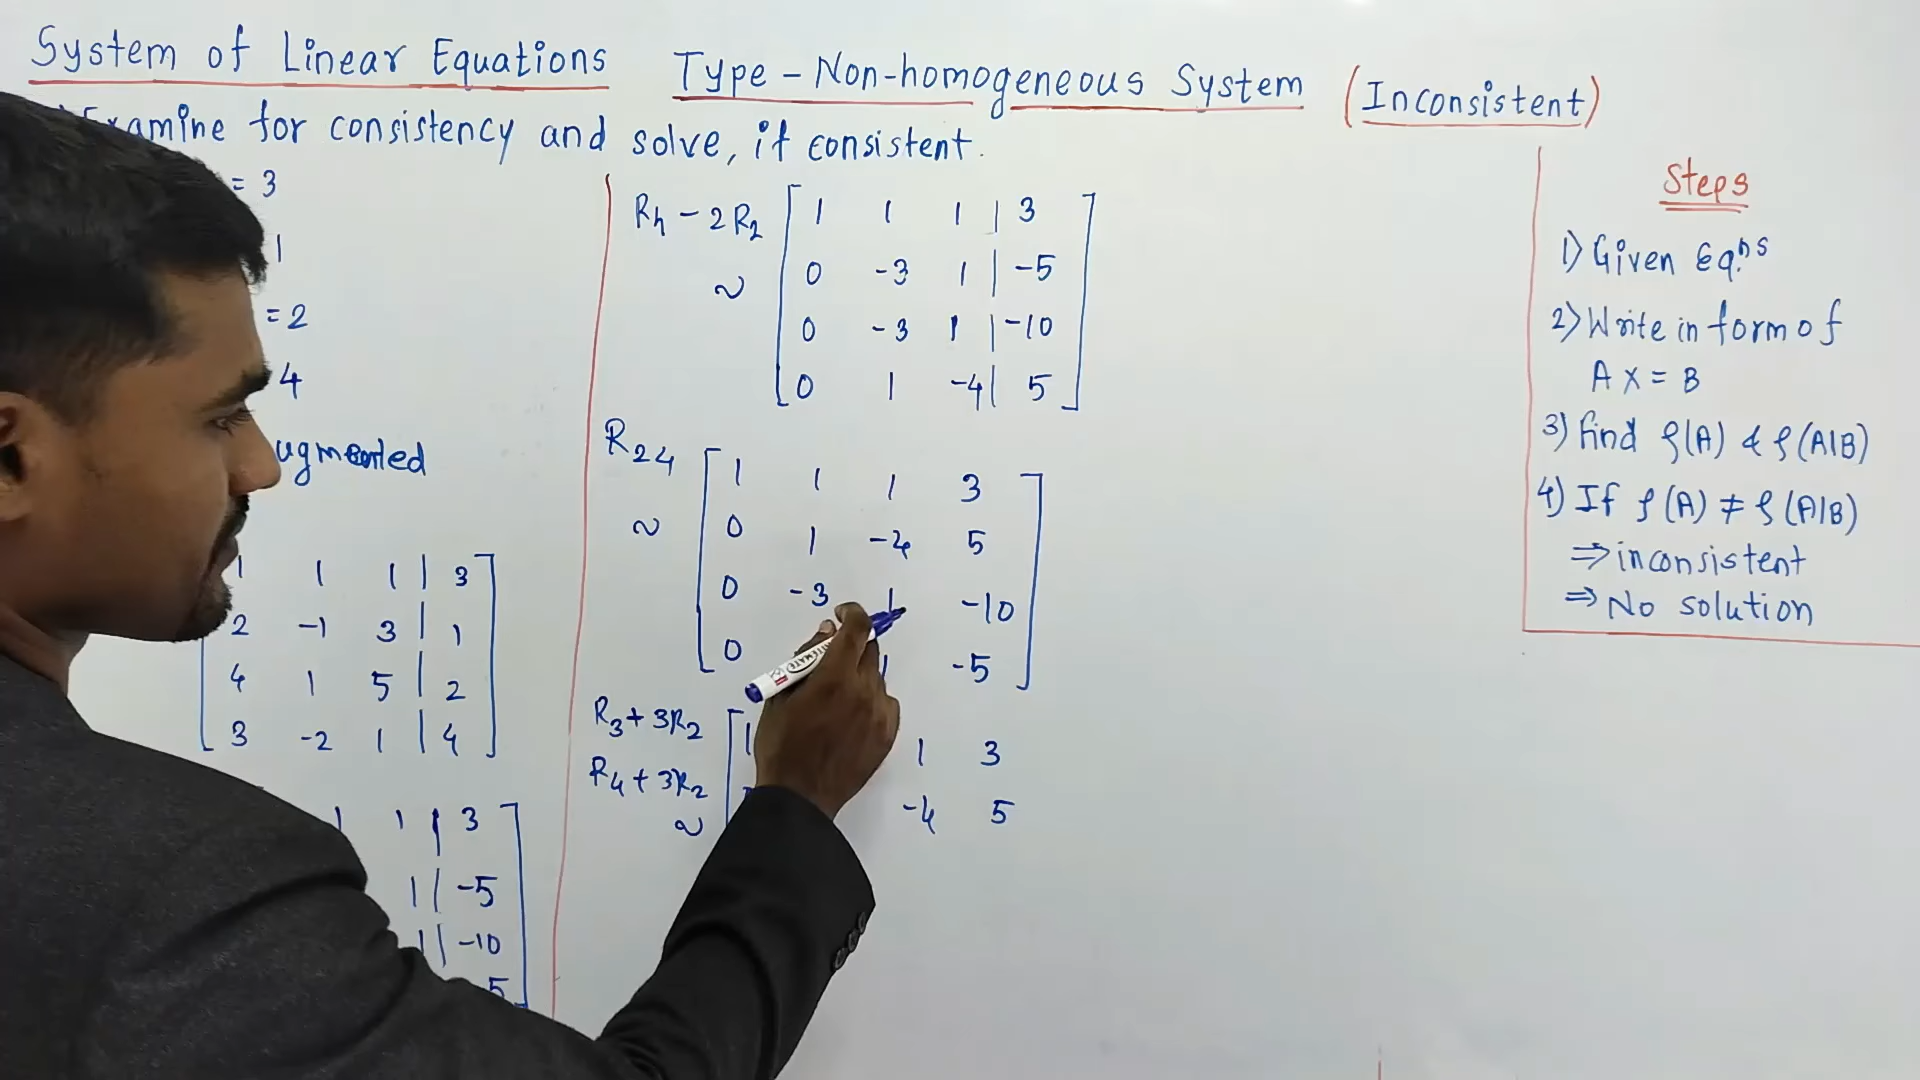 System of Linear Equations Type - Non-homogeneous System (Inconsistent)
Examine for consistency and solve, if consistent.
= 3
1
= 2
4
ugmented
1 1 1 | 3
2 -1 3 | 1
4 1 5 | 2
3 -2 1 | 4
1 1 | 3
1 | -5
1 | -10
5
R4 - 2R2
~
1 1 1 | 3
0 -3 1 | -5
0 -3 1 | -10
0 1 -4 | 5
R24
~
1 1 1 3
0 1 -4 5
0 -3 1 -10
0 1 -5
R3 + 3R2
R4 + 3R2
~
1 1 3
-4 5
Steps
1) Given Eqns
2) Write in form of
AX = B
3) find ρ(A) & ρ(A|B)
4) If ρ(A) ≠ ρ(A|B)
⇒ inconsistent
⇒ No solution